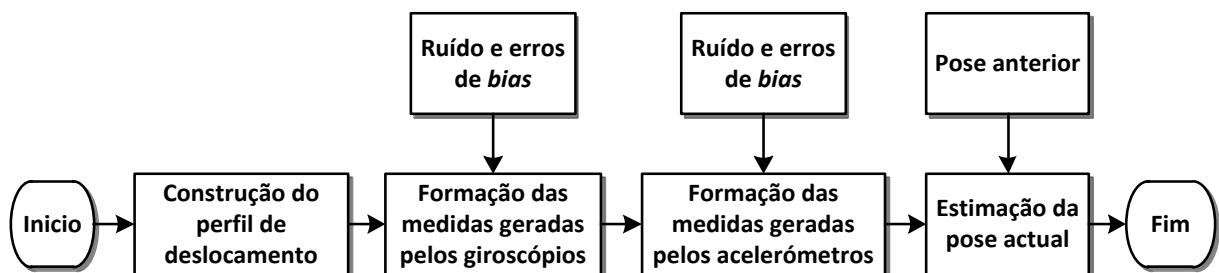 Ruído e erros
de bias
Ruído e erros
de bias
Pose anterior
Inicio
Construção do
perfil de
deslocamento
Formação das
medidas geradas
pelos giroscópios
Formação das
medidas geradas
pelos acelerómetros
Estimação da
pose actual
Fim